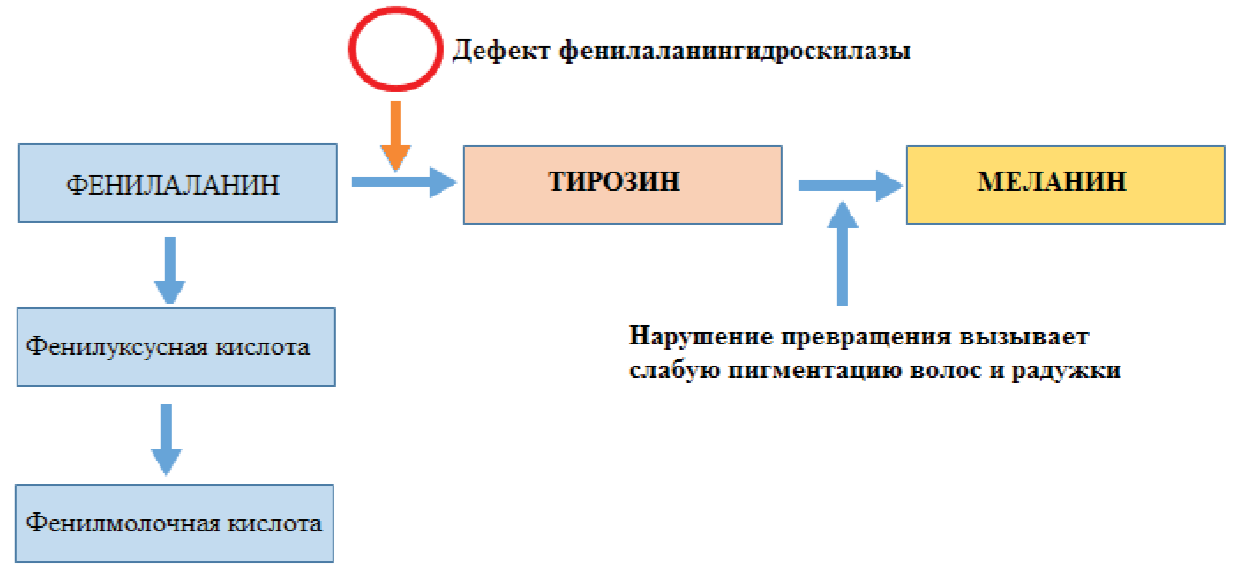 Дефект фенилаланингидроскилазы
ФЕНИЛАЛАНИН
ТИРОЗИН
МЕЛАНИН
Фенилуксусная кислота
Нарушение превращения вызывает
слабую пигментацию волос и радужки
Фенилмолочная кислота